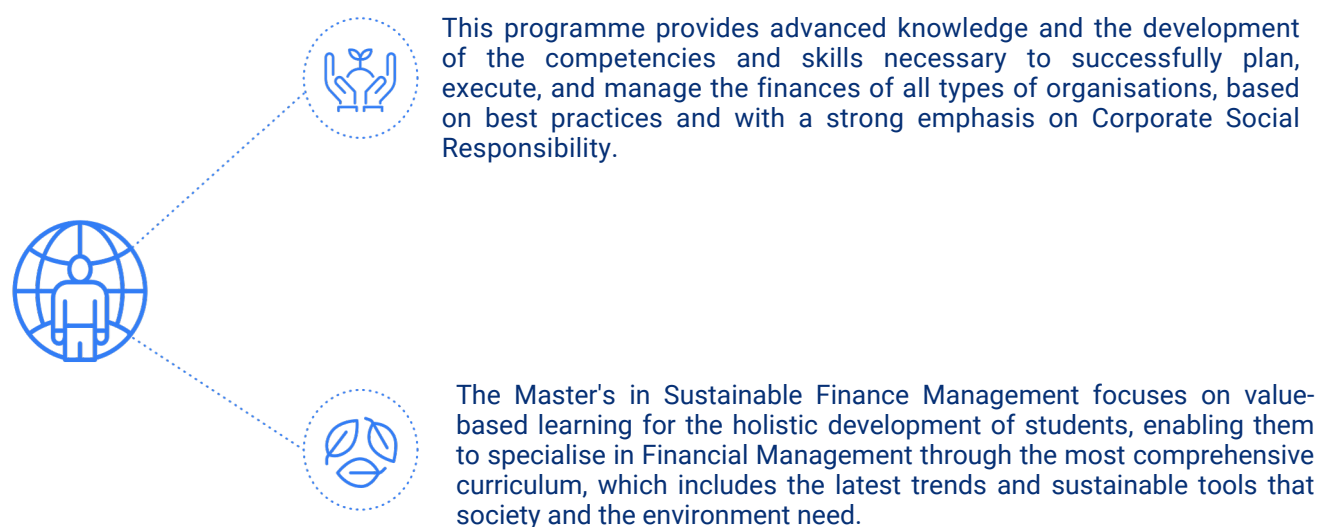 This programme provides advanced knowledge and the development
of the competencies and skills necessary to successfully plan,
execute, and manage the finances of all types of organisations, based
on best practices and with a strong emphasis on Corporate Social
Responsibility.
The Master's in Sustainable Finance Management focuses on value-
based learning for the holistic development of students, enabling them
to specialise in Financial Management through the most comprehensive
curriculum, which includes the latest trends and sustainable tools that
society and the environment need.